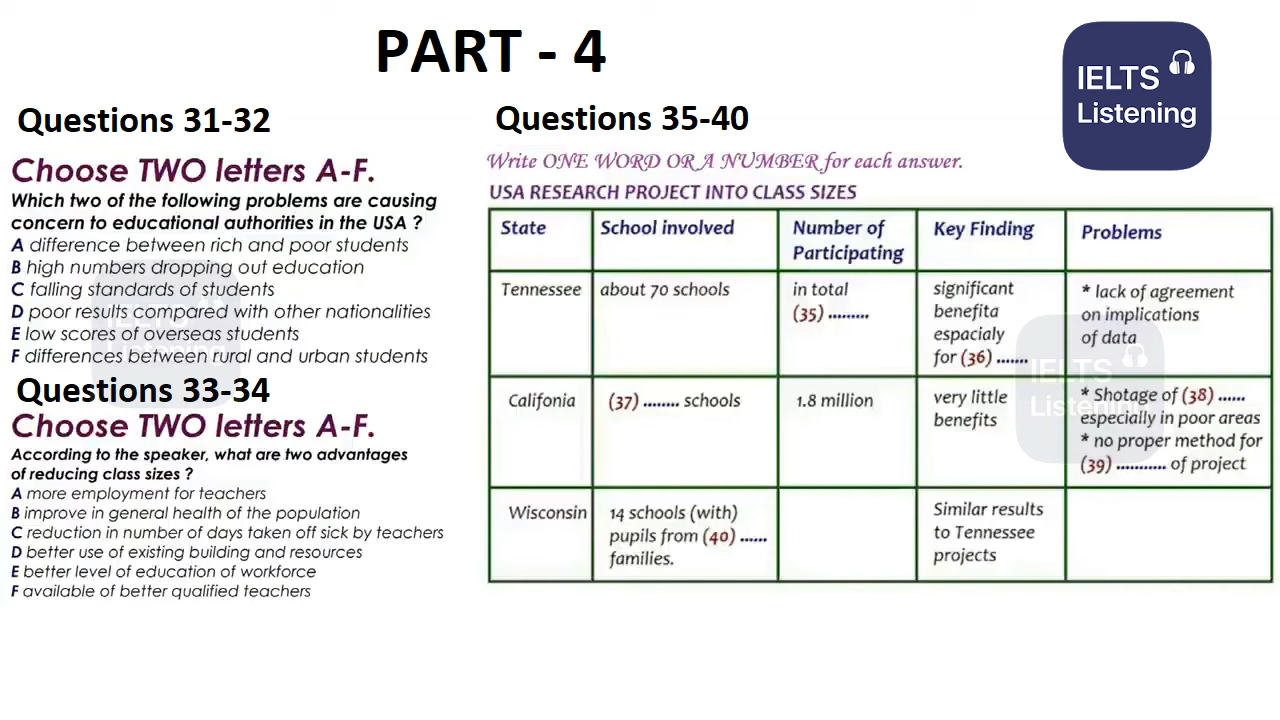 PART - 4
IELTS
Listening
Questions 31-32
Choose TWO letters A-F.
Which two of the following problems are causing
concern to educational authorities in the USA ?
A difference between rich and poor students
B high numbers dropping out education
C falling standards of students
D poor results compared with other nationalities
E low scores of overseas students
F differences between rural and urban students
Questions 33-34
Choose TWO letters A-F.
According to the speaker, what are two advantages
of reducing class sizes ?
A more employment for teachers
B improve in general health of the population
C reduction in number of days taken off sick by teachers
D better use of existing building and resources
E better level of education of workforce
F available of better qualified teachers
Questions 35-40
Write ONE WORD OR A NUMBER for each answer.
USA RESEARCH PROJECT INTO CLASS SIZES
State
School involved
Number of
Participating
Key Finding
Problems
Tennessee
about 70 schools
in total
(35) .........
significant
benefita
espacialy
for (36) .......
* lack of agreement
on implications
of data
Califonia
(37) ........ schools
1.8 million
very little
benefits
* Shotage of (38) ......
especially in poor areas
* no proper method for
(39) ........... of project
Wisconsin
14 schools (with)
pupils from (40) ......
families.
Similar results
to Tennessee
projects
IELTS
Listening
IELTS
Listening